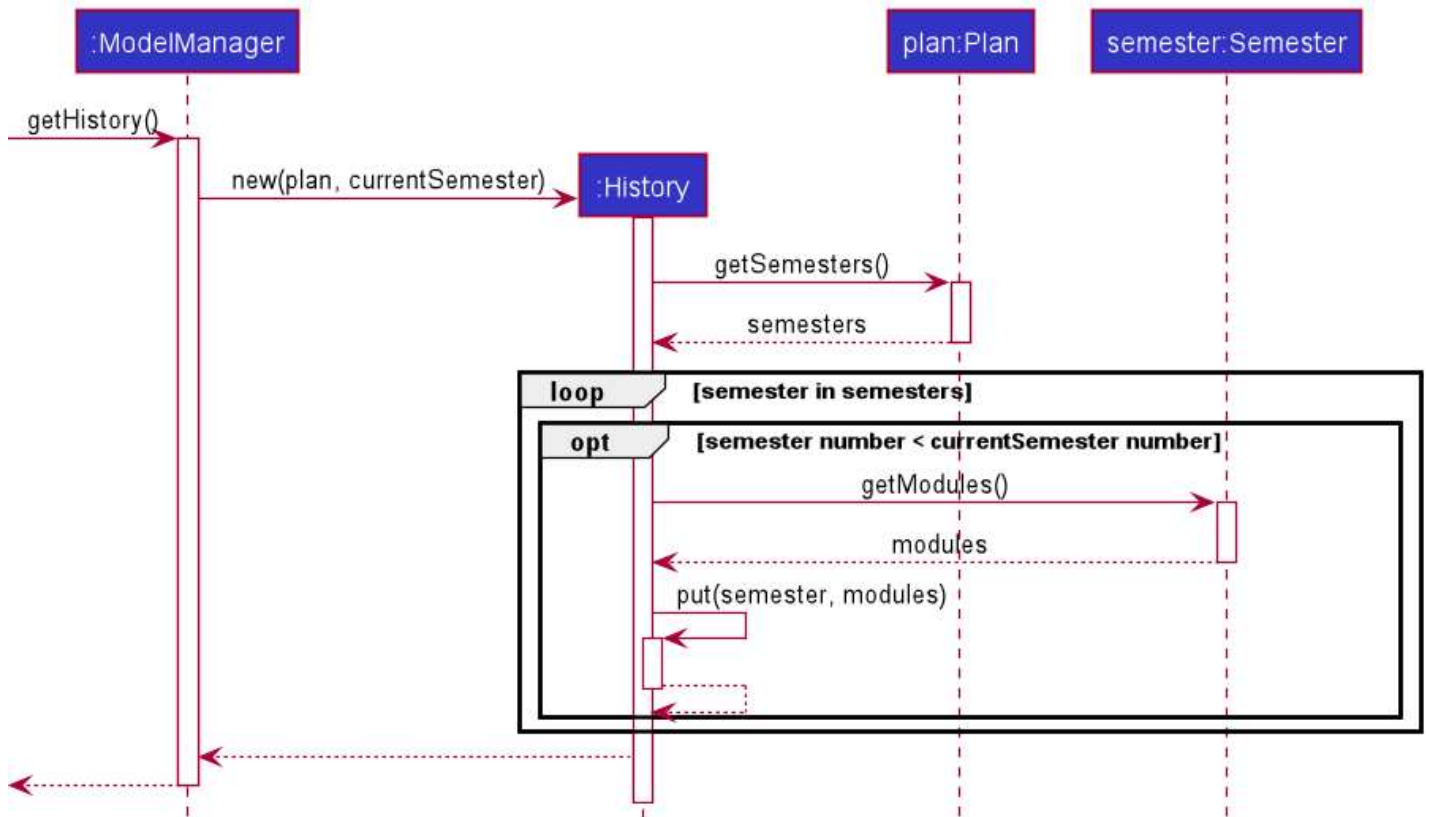 :ModelManager
plan:Plan
semester:Semester
getHistory()
new(plan, currentSemester)
:History
getSemesters()
semesters
loop
[semester in semesters]
opt
[semester number < currentSemester number]
getModules()
modules
put(semester, modules)